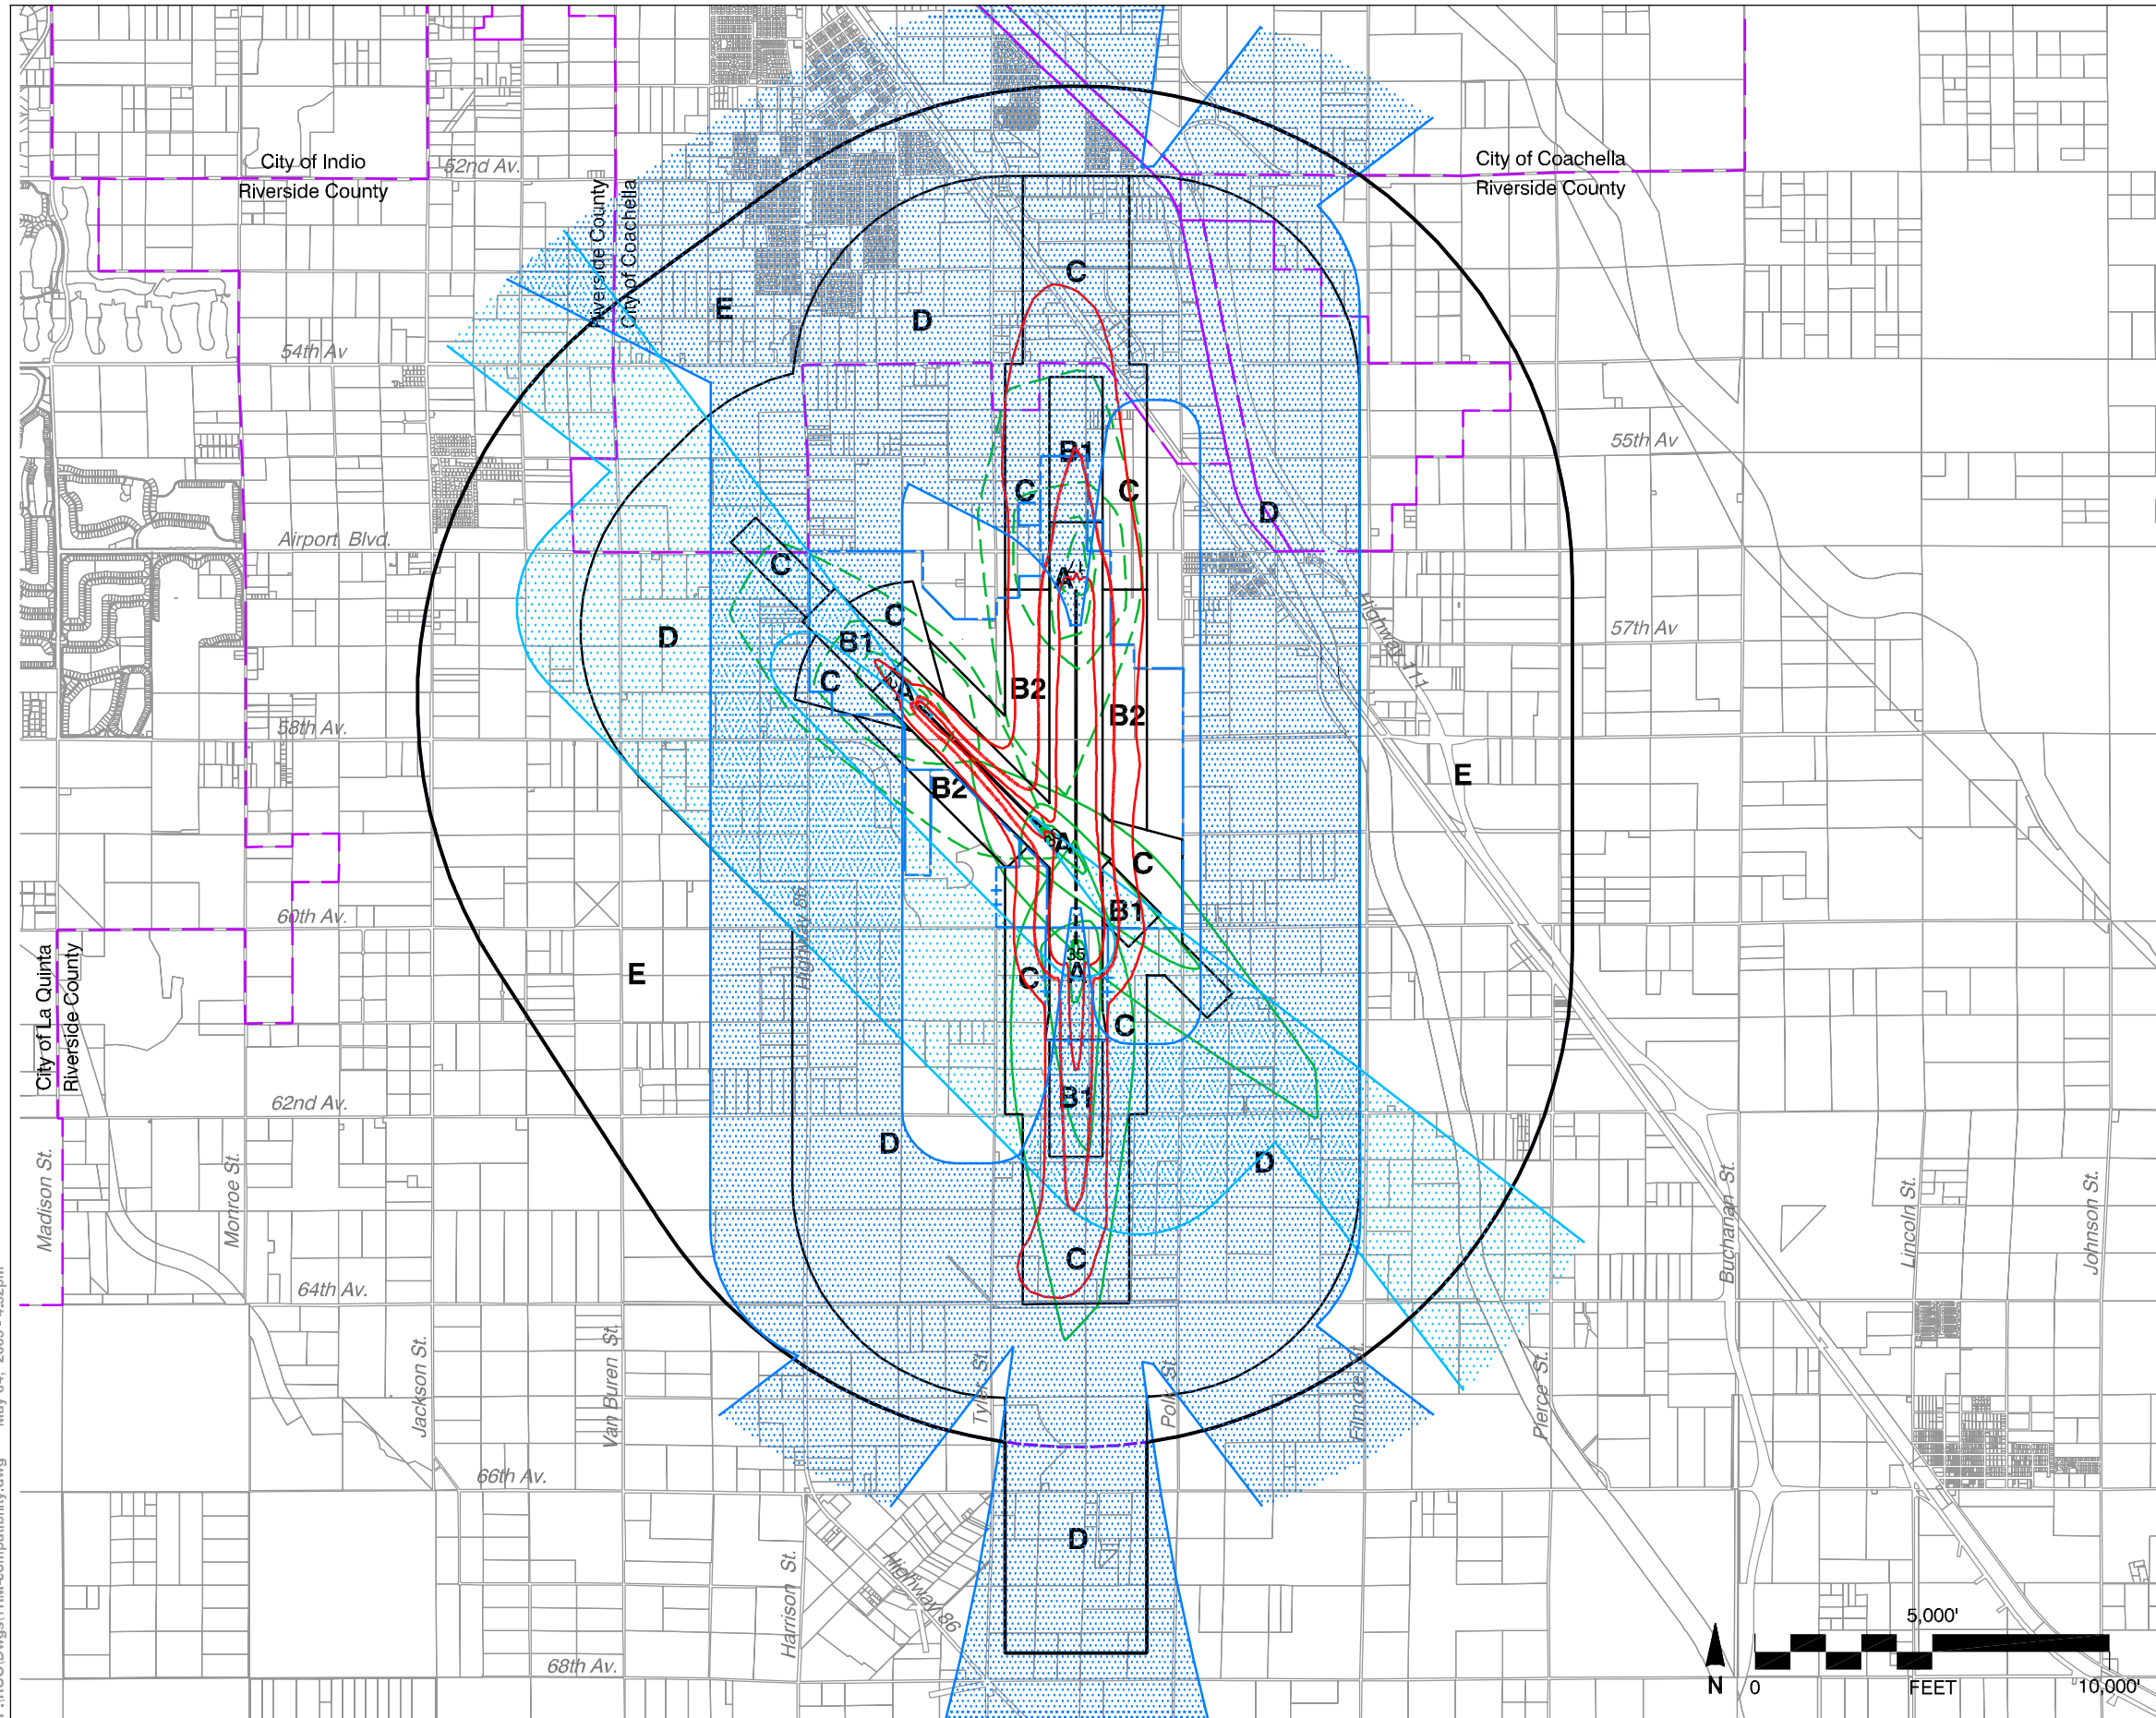 City of Indio
52nd Av.
Riverside County
Riverside County
City of Coachella
City of Coachella
Riverside County
C
E
D
54th Av
55th Av
B1
C
C
D
Airport Blvd.
C
A
C
B1
D
57th Av
Highway 111
C
A
B2
B2
58th Av.
E
B2
A
C
60th Av.
B1
Highway 86
City of La Quinta
Riverside County
35
A
C
E
C
62nd Av.
B1
D
D
Madison St.
Monroe St.
Buchanan St.
Lincoln St.
Johnson St.
C
64th Av.
Jackson St.
Van Buren St.
Tyler St.
Polk St.
Filmore St.
Pierce St.
66th Av.
D
Harrison St.
Highway 86
68th Av.
5,000'
N
0
FEET
10,000'